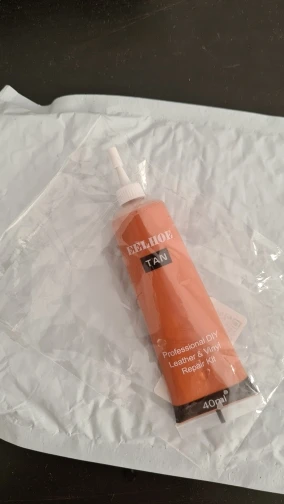 EELHOE
TAN
Professional DIY
Leather & Vinyl
Repair Kit
40ml